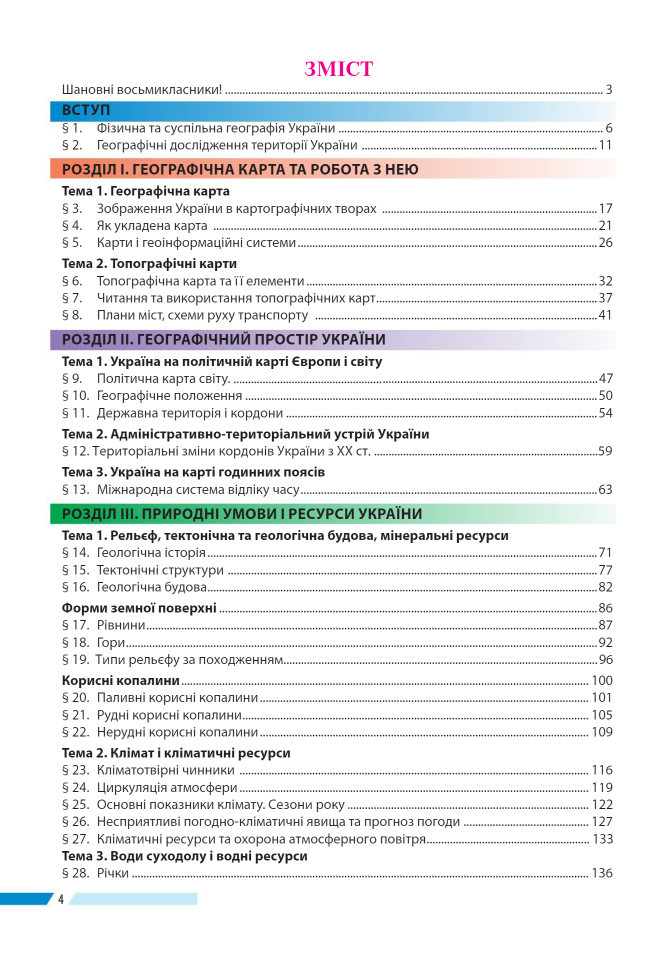 ЗМІСТ
Шановні восьмикласники! ... 3
ВСТУП
§ 1. Фізична та суспільна географія України ... 6
§ 2. Географічні дослідження території України ... 11
РОЗДІЛ І. ГЕОГРАФІЧНА КАРТА ТА РОБОТА З НЕЮ
Тема 1. Географічна карта
§ 3. Зображення України в картографічних творах ... 17
§ 4. Як укладена карта ... 21
§ 5. Карти і геоінформаційні системи ... 26
Тема 2. Топографічні карти
§ 6. Топографічна карта та її елементи ... 32
§ 7. Читання та використання топографічних карт ... 37
§ 8. Плани міст, схеми руху транспорту ... 41
РОЗДІЛ ІІ. ГЕОГРАФІЧНИЙ ПРОСТІР УКРАЇНИ
Тема 1. Україна на політичній карті Європи і світу
§ 9. Політична карта світу. ... 47
§ 10. Географічне положення ... 50
§ 11. Державна територія і кордони ... 54
Тема 2. Адміністративно-територіальний устрій України
§ 12. Територіальні зміни кордонів України з ХХ ст. ... 59
Тема 3. Україна на карті годинних поясів
§ 13. Міжнародна система відліку часу ... 63
РОЗДІЛ ІІІ. ПРИРОДНІ УМОВИ І РЕСУРСИ УКРАЇНИ
Тема 1. Рельєф, тектонічна та геологічна будова, мінеральні ресурси
§ 14. Геологічна історія ... 71
§ 15. Тектонічні структури ... 77
§ 16. Геологічна будова ... 82
Форми земної поверхні ... 86
§ 17. Рівнини ... 87
§ 18. Гори ... 92
§ 19. Типи рельєфу за походженням ... 96
Корисні копалини ... 100
§ 20. Паливні корисні копалини ... 101
§ 21. Рудні корисні копалини ... 105
§ 22. Нерудні корисні копалини ... 109
Тема 2. Клімат і кліматичні ресурси
§ 23. Кліматотвірні чинники ... 116
§ 24. Циркуляція атмосфери ... 119
§ 25. Основні показники клімату. Сезони року ... 122
§ 26. Несприятливі погодно-кліматичні явища та прогноз погоди ... 127
§ 27. Кліматичні ресурси та охорона атмосферного повітря ... 133
Тема 3. Води суходолу і водні ресурси
§ 28. Річки ... 136
4